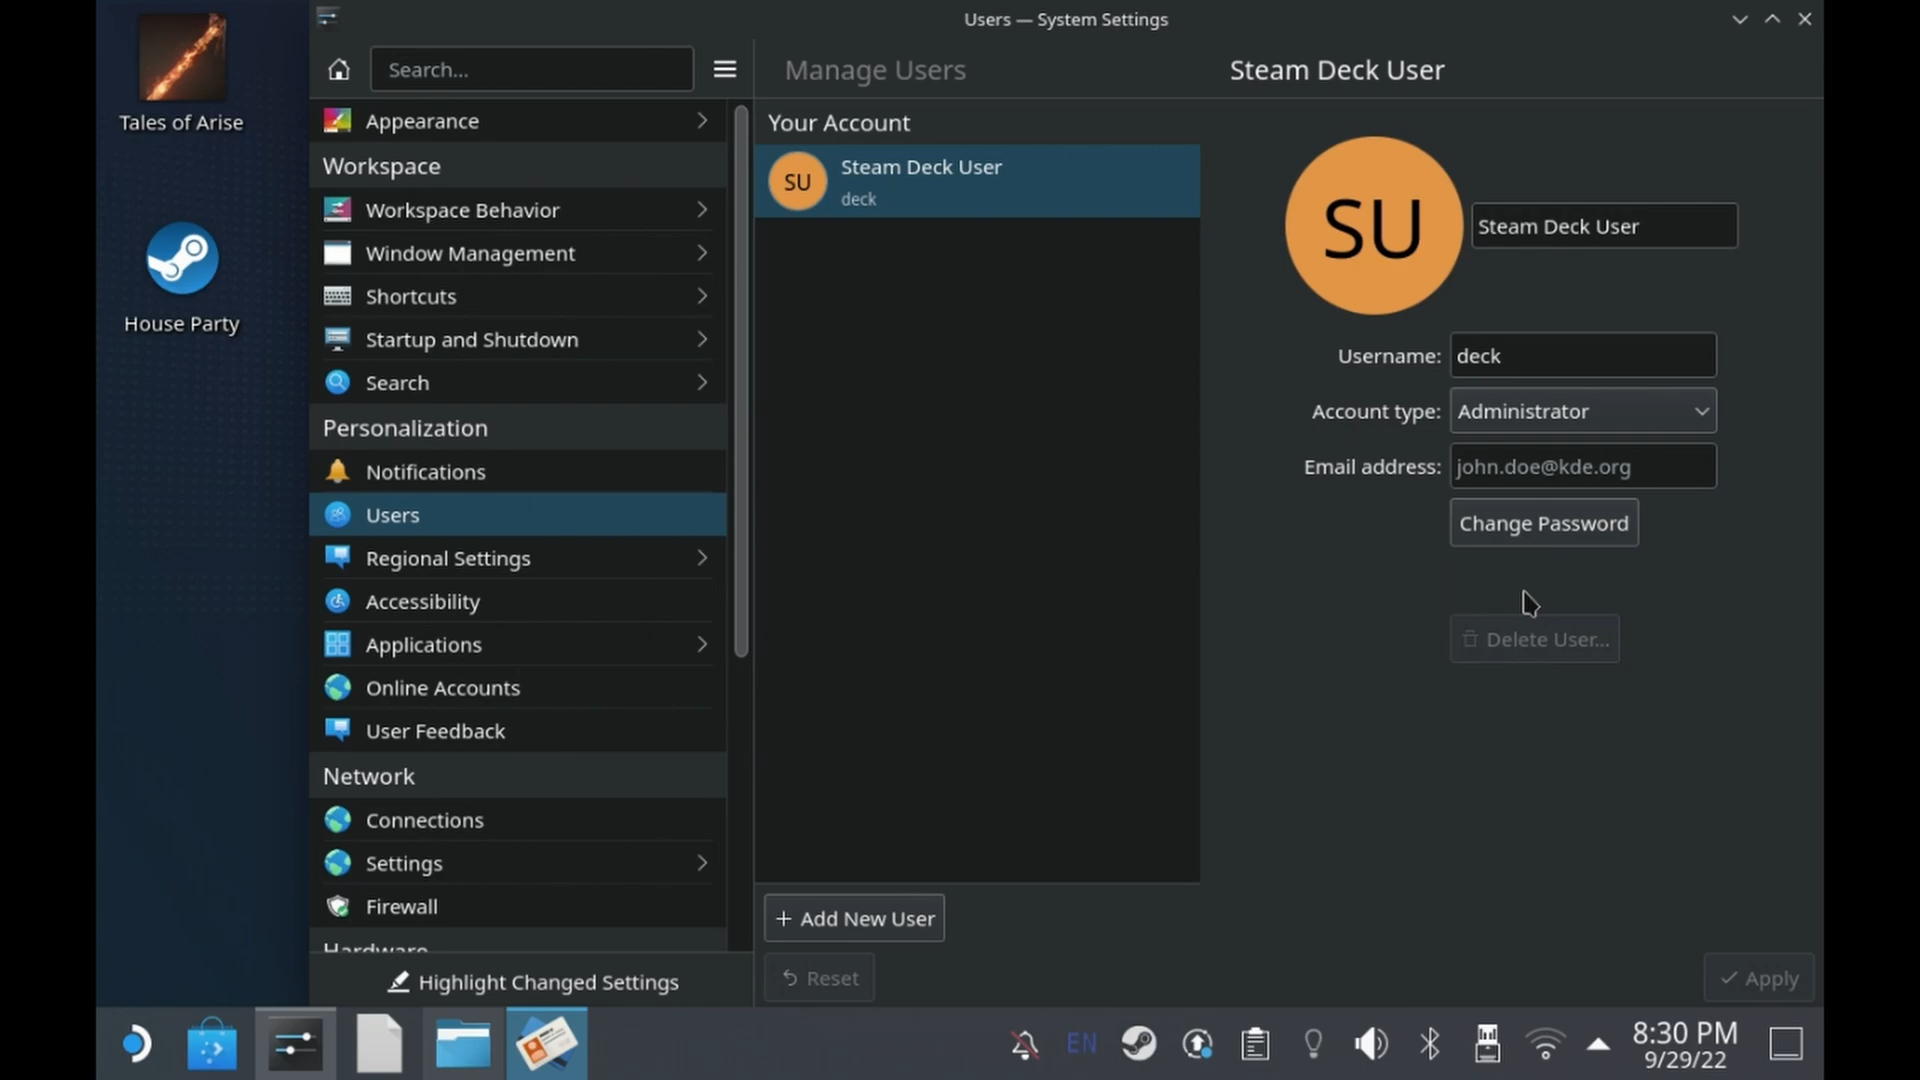 Tales of Arise
House Party
Users — System Settings
Search...
Manage Users
Steam Deck User
Appearance
Workspace
Workspace Behavior
Window Management
Shortcuts
Startup and Shutdown
Search
Personalization
Notifications
Users
Regional Settings
Accessibility
Applications
Online Accounts
User Feedback
Network
Connections
Settings
Firewall
Hardware
Highlight Changed Settings
Your Account
SU
Steam Deck User
deck
+ Add New User
Reset
SU
Steam Deck User
Username: deck
Account type: Administrator
Email address: john.doe@kde.org
Change Password
Delete User...
Apply
EN
8:30 PM
9/29/22